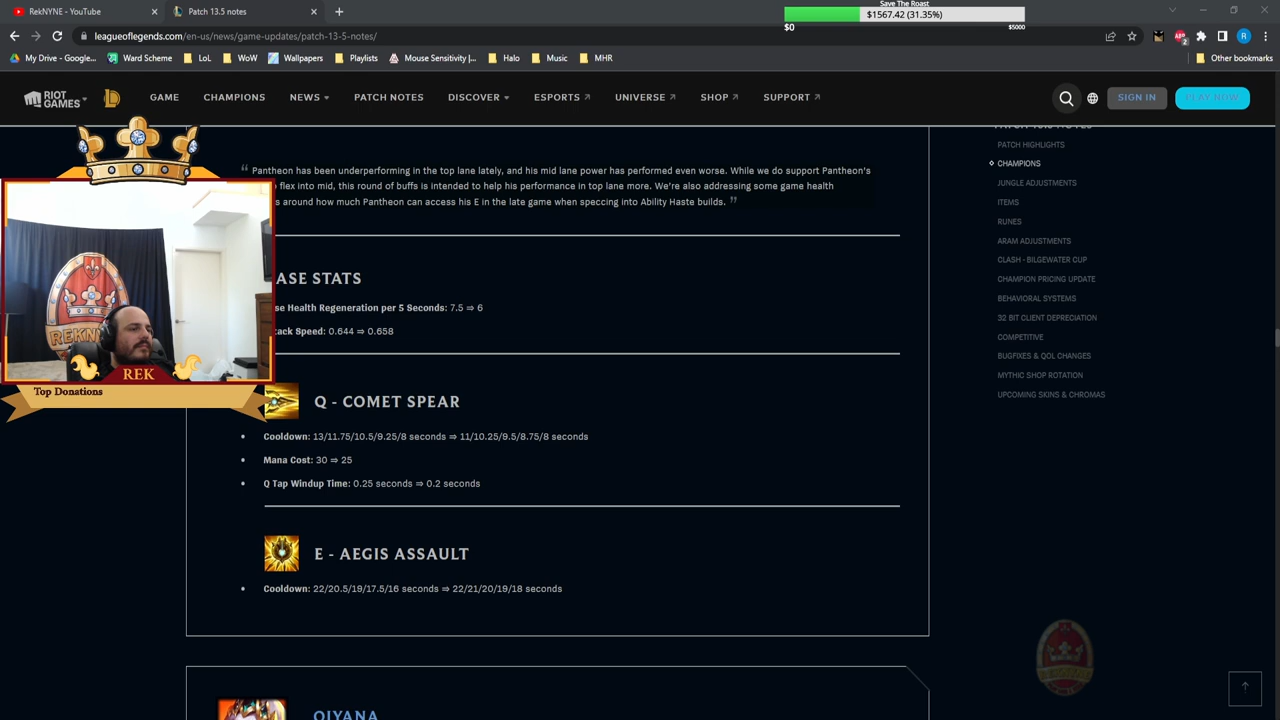 RekNYNE - YouTube
Patch 13.5 notes
Save The Roast
$1567.42 (31.35%)
$0
$5000
leagueoflegends.com/en-us/news/game-updates/patch-13-5-notes/
2
R
My Drive - Google...
Ward Scheme
LoL
WoW
Wallpapers
Playlists
Mouse Sensitivity |...
Halo
Music
MHR
Other bookmarks
RIOT GAMES
GAME
CHAMPIONS
NEWS
PATCH NOTES
DISCOVER
ESPORTS
UNIVERSE
SHOP
SUPPORT
SIGN IN
PLAY NOW
PATCH 13.5 NOTES
PATCH HIGHLIGHTS
CHAMPIONS
JUNGLE ADJUSTMENTS
ITEMS
RUNES
ARAM ADJUSTMENTS
CLASH - BILGEWATER CUP
CHAMPION PRICING UPDATE
BEHAVIORAL SYSTEMS
32 BIT CLIENT DEPRECIATION
COMPETITIVE
BUGFIXES & QOL CHANGES
MYTHIC SHOP ROTATION
UPCOMING SKINS & CHROMAS
“ Pantheon has been underperforming in the top lane lately, and his mid lane power has performed even worse. While we do support Pantheon's
flex into mid, this round of buffs is intended to help his performance in top lane more. We're also addressing some game health
around how much Pantheon can access his E in the late game when speccing into Ability Haste builds. ”
ASE STATS
se Health Regeneration per 5 Seconds: 7.5 ⇒ 6
tack Speed: 0.644 ⇒ 0.658
REKNYNE
REK
Top Donations
Q - COMET SPEAR
• Cooldown: 13/11.75/10.5/9.25/8 seconds ⇒ 11/10.25/9.5/8.75/8 seconds
• Mana Cost: 30 ⇒ 25
• Q Tap Windup Time: 0.25 seconds ⇒ 0.2 seconds
E - AEGIS ASSAULT
• Cooldown: 22/20.5/19/17.5/16 seconds ⇒ 22/21/20/19/18 seconds
QIYANA